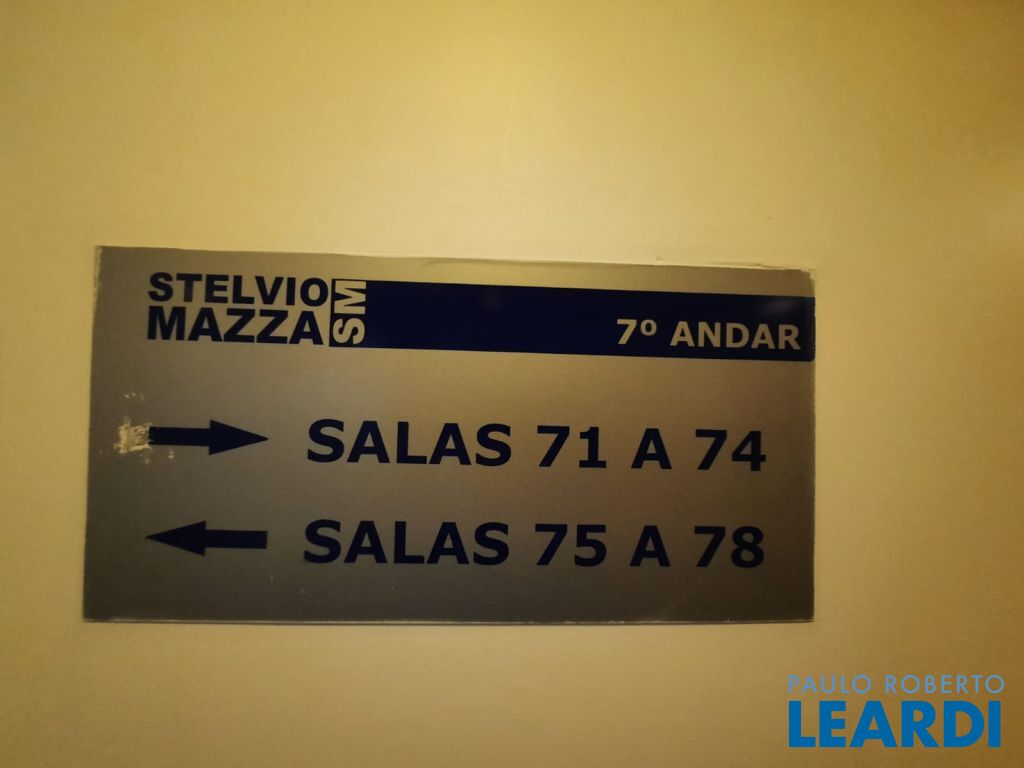 STELVIO
MAZZA
SM
7º ANDAR
SALAS 71 A 74
SALAS 75 A 78
PAULO ROBERTO
LEARDI